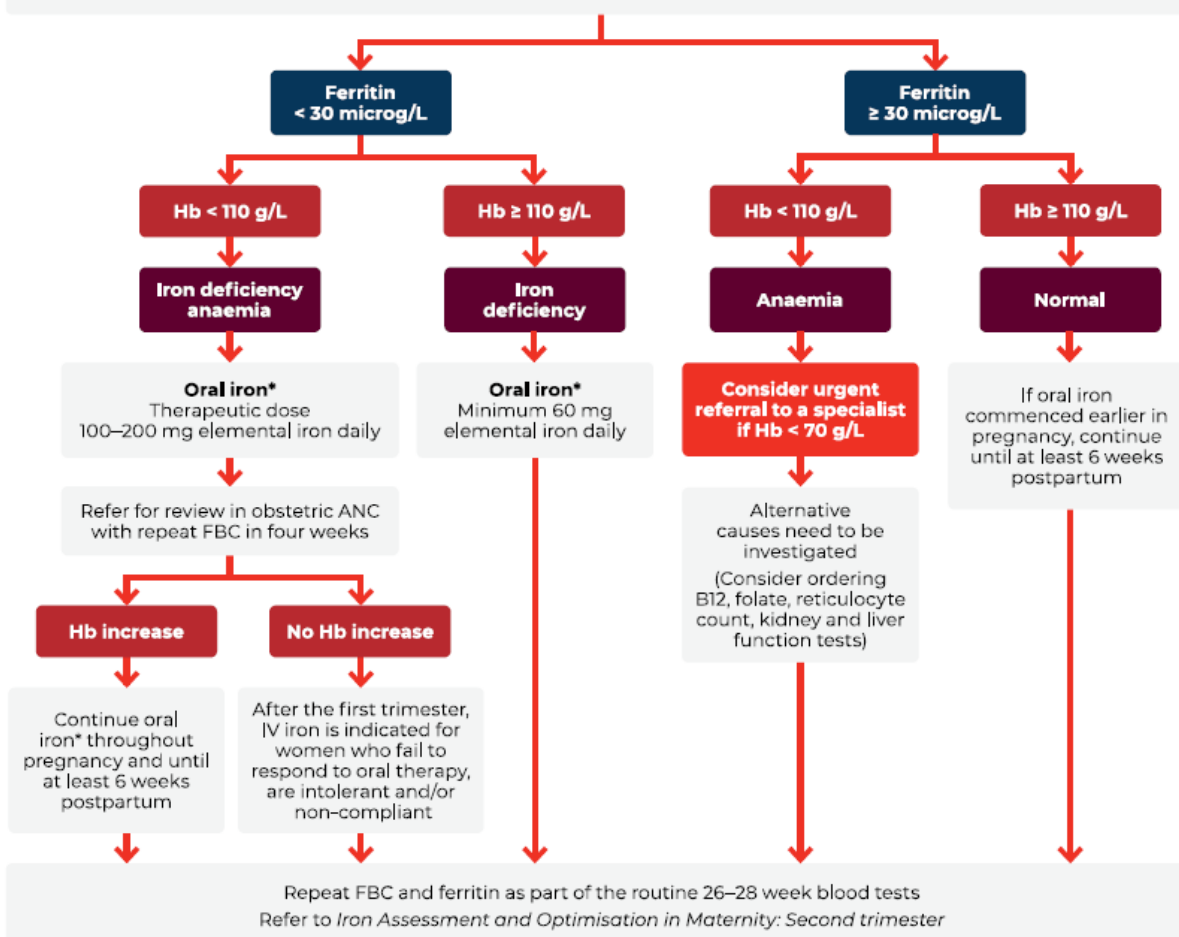 Ferritin
< 30 microg/L
Ferritin
≥ 30 microg/L
Hb < 110 g/L
Hb ≥ 110 g/L
Hb < 110 g/L
Hb ≥ 110 g/L
Iron deficiency
anaemia
Iron
deficiency
Anaemia
Normal
Oral iron*
Therapeutic dose
100–200 mg elemental iron daily
Oral iron*
Minimum 60 mg
elemental iron daily
Consider urgent
referral to a specialist
if Hb < 70 g/L
If oral iron
commenced earlier in
pregnancy, continue
until at least 6 weeks
postpartum
Refer for review in obstetric ANC
with repeat FBC in four weeks
Alternative
causes need to be
investigated
(Consider ordering
B12, folate, reticulocyte
count, kidney and liver
function tests)
Hb increase
No Hb increase
Continue oral
iron* throughout
pregnancy and until
at least 6 weeks
postpartum
After the first trimester,
IV iron is indicated for
women who fail to
respond to oral therapy,
are intolerant and/or
non-compliant
Repeat FBC and ferritin as part of the routine 26–28 week blood tests
Refer to Iron Assessment and Optimisation in Maternity: Second trimester